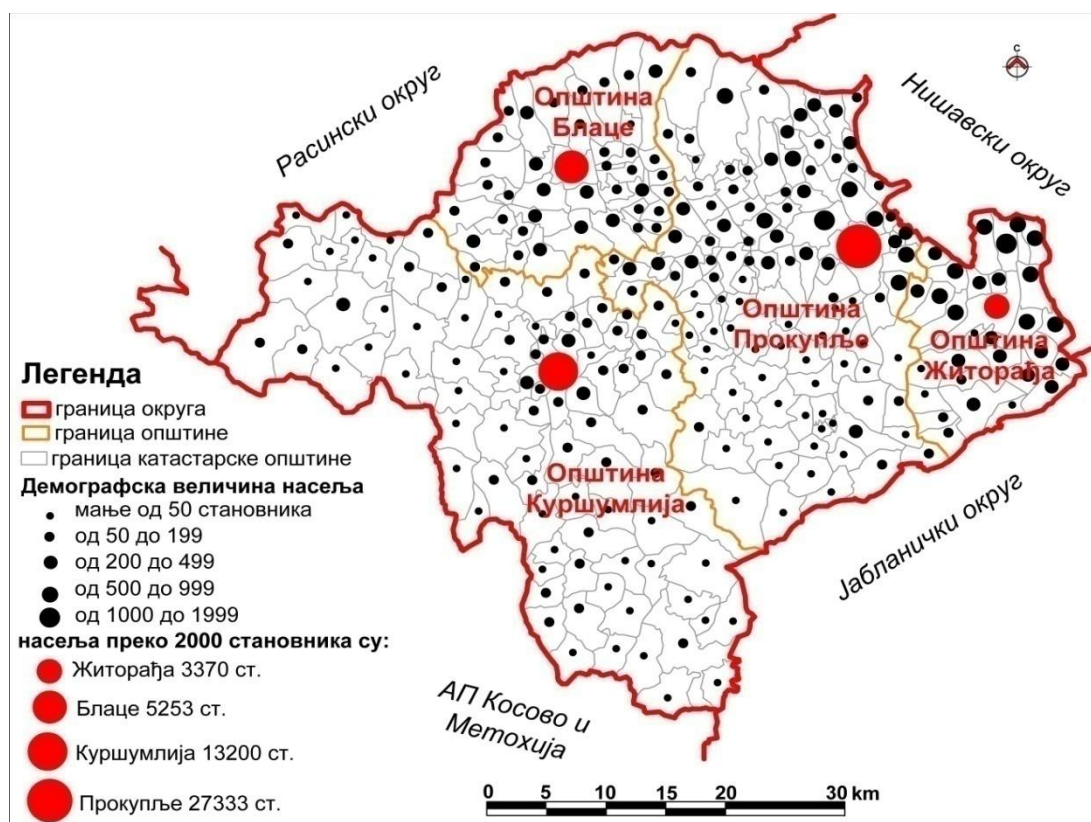 с
Расински округ
Нишавски округ
Општина
Блаце
Општина
Прокупље
Општина
Житорађа
Општина
Куршумлија
Јабланички округ
АП Косово и
Метохија
Легенда
граница округа
граница општине
граница катастарске општине
Демографска величина насеља
мање од 50 становника
од 50 до 199
од 200 до 499
од 500 до 999
од 1000 до 1999
насеља преко 2000 становника су:
Житорађа 3370 ст.
Блаце 5253 ст.
Куршумлија 13200 ст.
Прокупље 27333 ст.
0 5 10 15 20 30 km